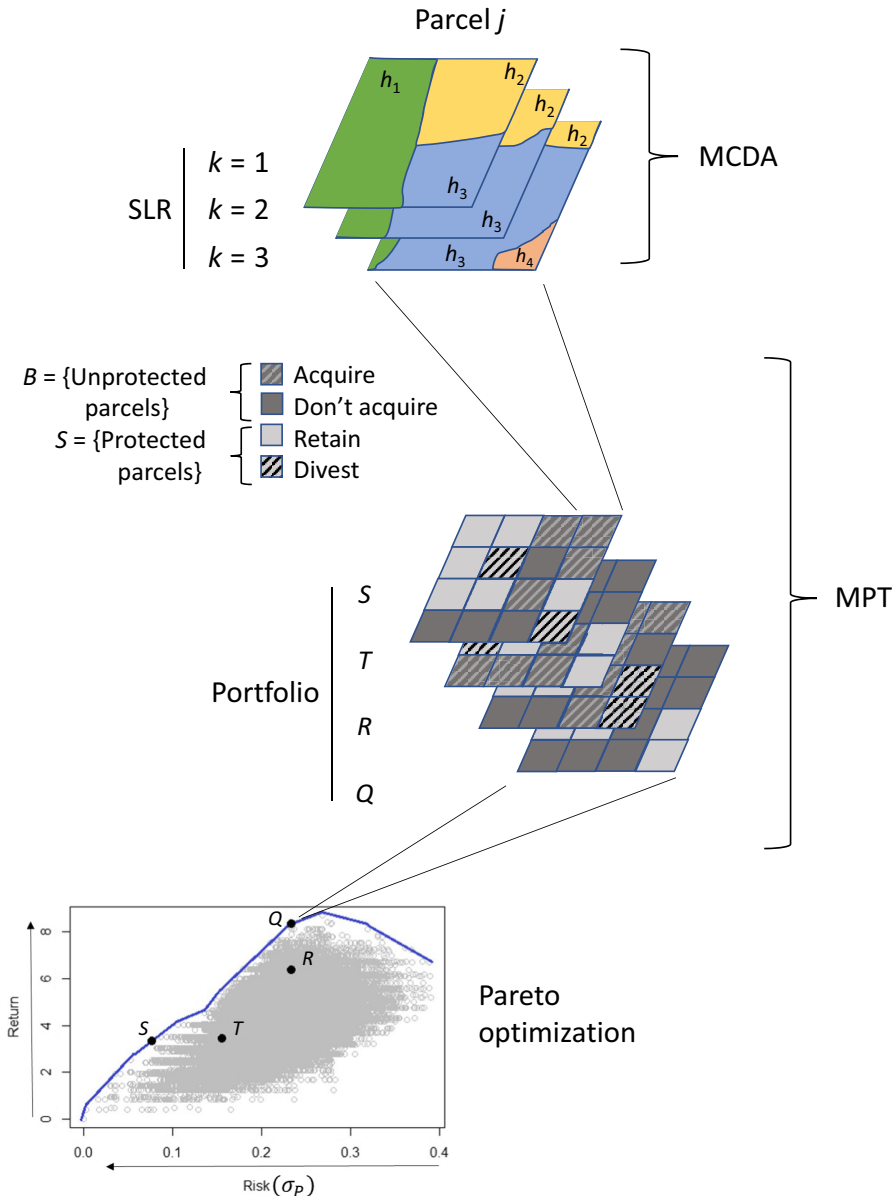 Parcel j
h1
h2
h2
h2
k = 1
h3
MCDA
SLR
k = 2
h3
k = 3
h3
h4
B = {Unprotected
parcels}
Acquire
Don't acquire
S = {Protected
parcels}
Retain
Divest
S
MPT
T
Portfolio
R
Q
Q
R
S
T
Return
8
6
4
2
0
0.0 0.1 0.2 0.3 0.4
Risk(σP)
Pareto
optimization